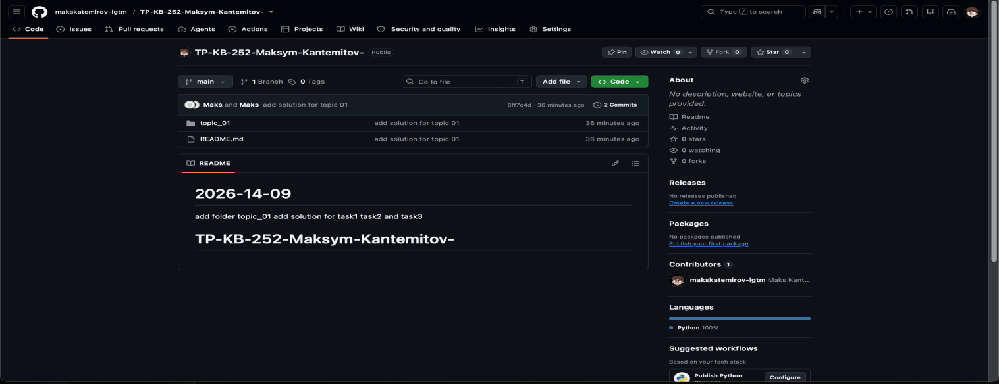 makskatemirov-lgtm / TP-KB-252-Maksym-Kantemitov-
Type / to search
Code Issues Pull requests Agents Actions Projects Wiki Security and quality Insights Settings
TP-KB-252-Maksym-Kantemitov- Public
Pin Watch 0 Fork 0 Star 0
main 1 Branch 0 Tags Go to file T Add file Code
Maks and Maks add solution for topic 01 6ff7c4d · 36 minutes ago 2 Commits
topic_01 add solution for topic 01 36 minutes ago
README.md add solution for topic 01 36 minutes ago
README
2026-14-09
add folder topic_01 add solution for task1 task2 and task3
TP-KB-252-Maksym-Kantemitov-
About
No description, website, or topics
provided.
Readme
Activity
0 stars
0 watching
0 forks
Releases
No releases published
Create a new release
Packages
No packages published
Publish your first package
Contributors 1
makskatemirov-lgtm Maks Kant...
Languages
Python 100%
Suggested workflows
Based on your tech stack
Publish Python
Configure